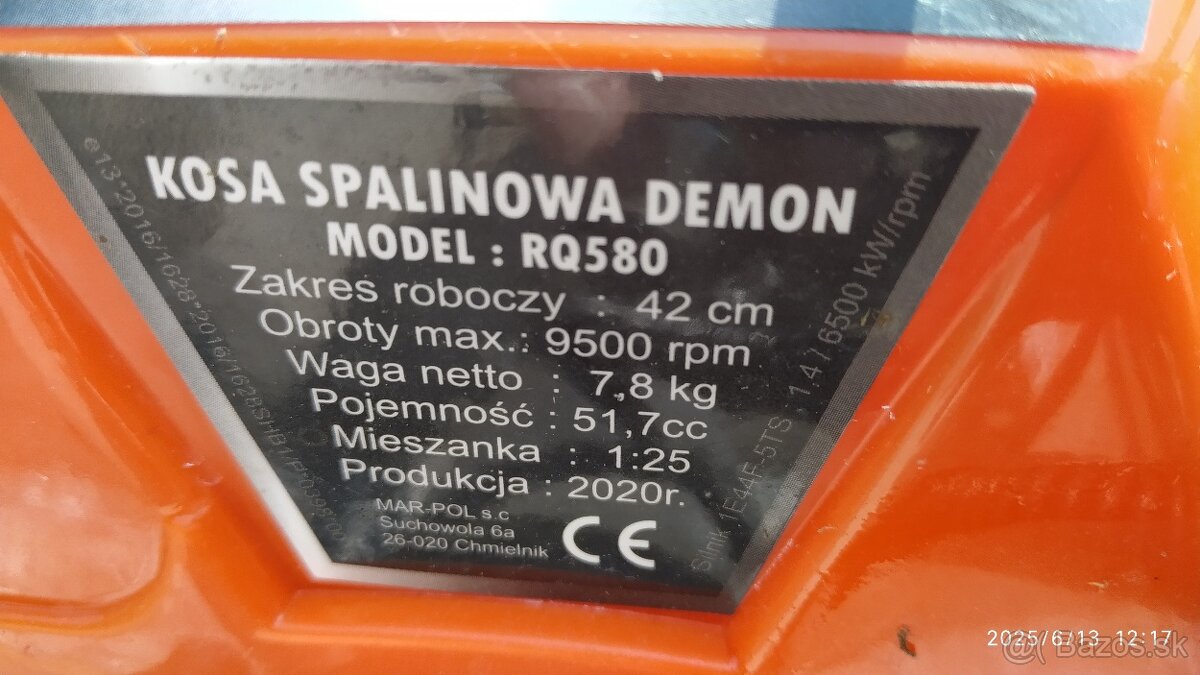 KOSA SPALINOWA DEMON
MODEL : RQ580
Zakres roboczy : 42 cm
Obroty max.: 9500 rpm
Waga netto : 7,8 kg
Pojemność : 51,7cc
Mieszanka : 1:25
Produkcja : 2020r.
MAR-POL s.c
Suchowola 6a
26-020 Chmielnik
CE
Silnik 1E44F-5TS , 1.4 / 6500 kW/rpm
2025/6/13 12:17
@( Bazos.sk